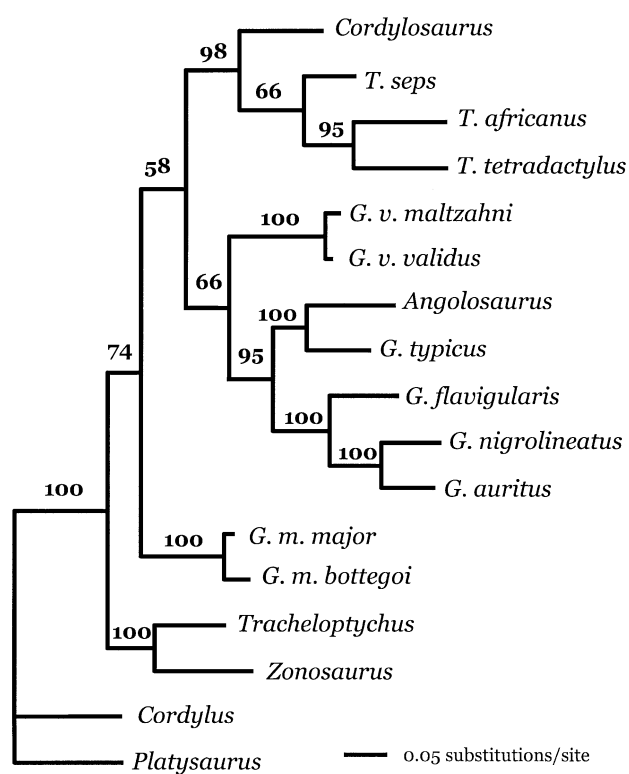 Cordylosaurus
98
T. seps
66
T. africanus
95
T. tetradactylus
58
G. v. maltzahni
100
G. v. validus
66
Angolosaurus
100
G. typicus
95
74
G. flavigularis
100
G. nigrolineatus
100
G. auritus
100
G. m. major
100
G. m. bottegoi
Tracheloptychus
100
Zonosaurus
Cordylus
0.05 substitutions/site
Platysaurus